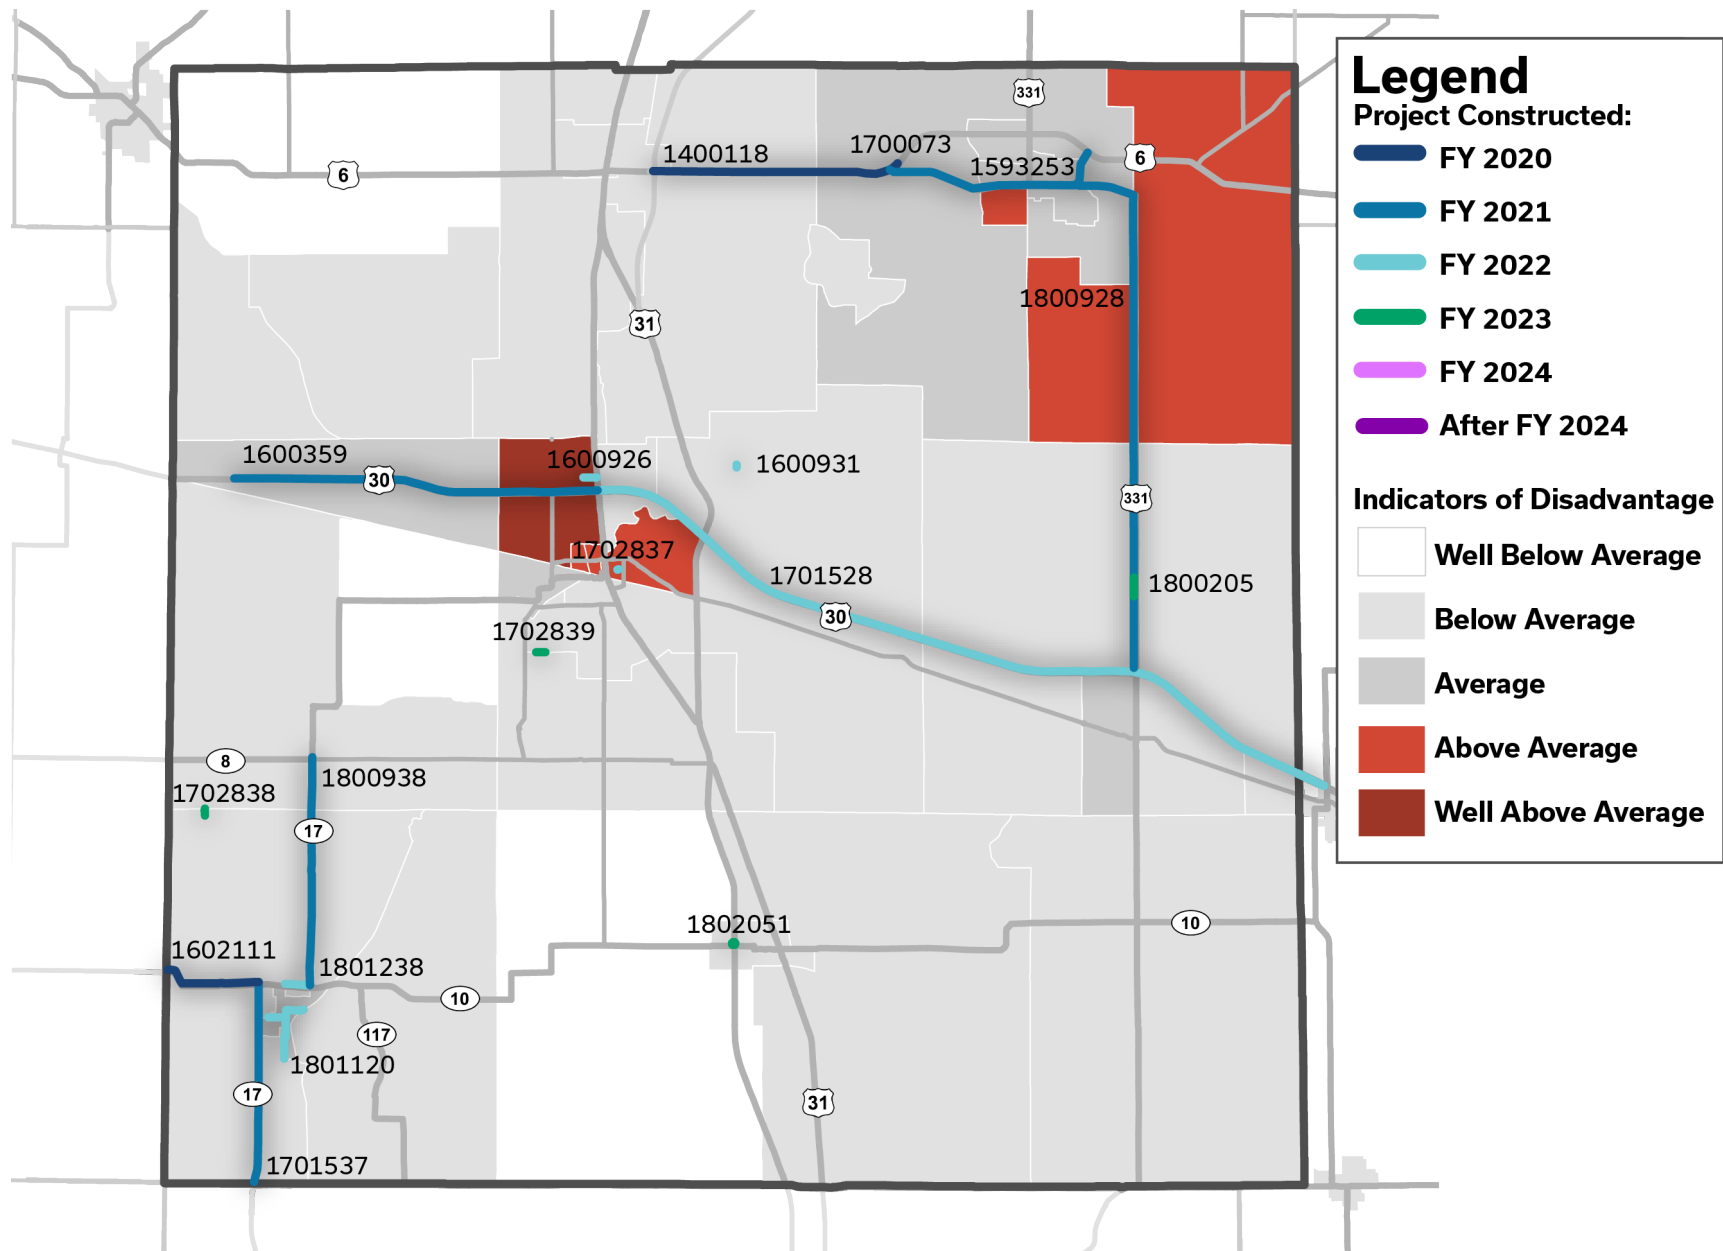 331
1400118
1700073
1593253
6
6
1800928
31
1600359
1600926
1600931
30
331
1702837
1701528
1800205
30
1702839
8
1800938
1702838
17
1802051
10
1602111
1801238
10
117
1801120
17
31
1701537
Legend
Project Constructed:
FY 2020
FY 2021
FY 2022
FY 2023
FY 2024
After FY 2024
Indicators of Disadvantage
Well Below Average
Below Average
Average
Above Average
Well Above Average